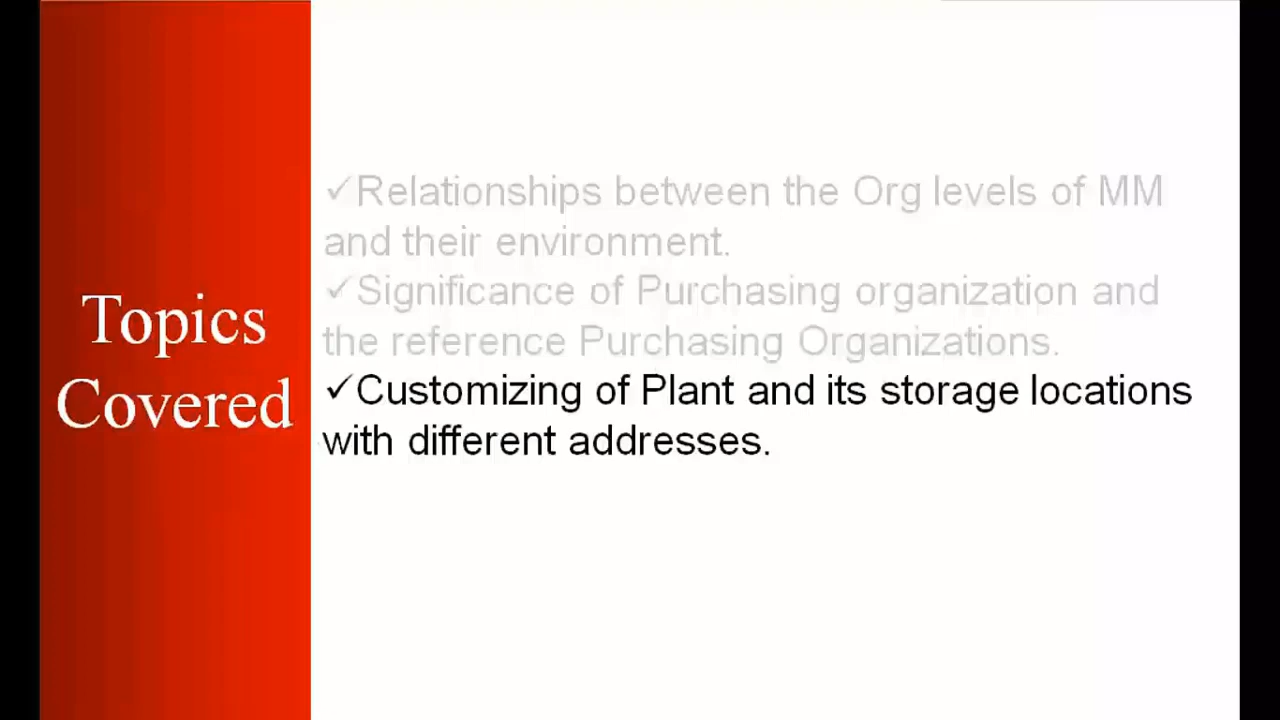 Topics
Covered
✓Relationships between the Org levels of MM
and their environment.
✓Significance of Purchasing organization and
the reference Purchasing Organizations.
✓Customizing of Plant and its storage locations
with different addresses.